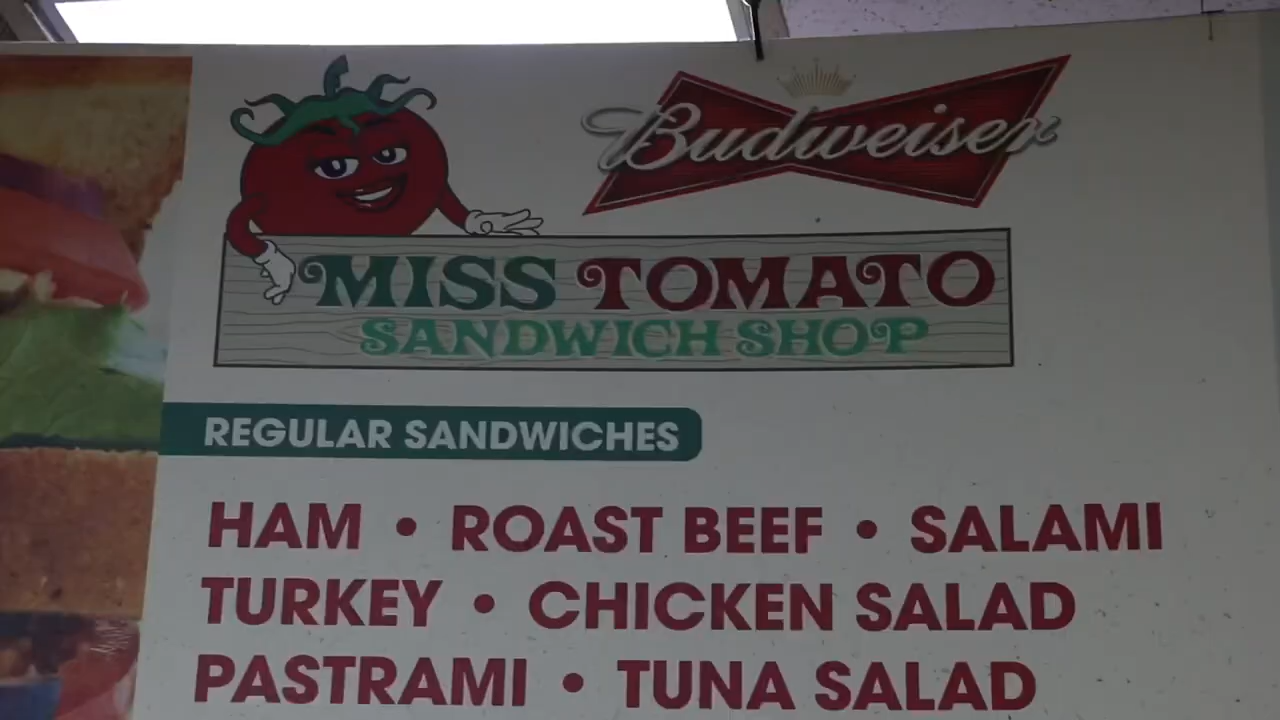 Budweiser
MISS TOMATO
SANDWICH SHOP
REGULAR SANDWICHES
HAM • ROAST BEEF • SALAMI
TURKEY • CHICKEN SALAD
PASTRAMI • TUNA SALAD